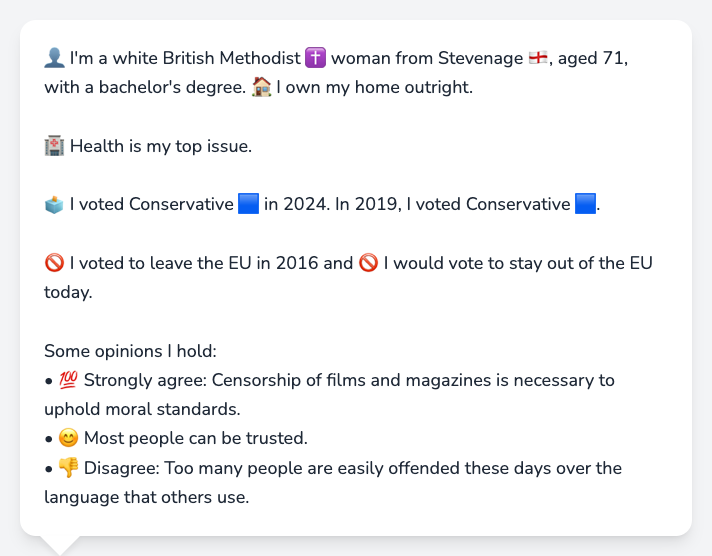 👤 I'm a white British Methodist ✝️ woman from Stevenage 🏴󠁧󠁢󠁥󠁮󠁧󠁿, aged 71,
with a bachelor's degree. 🏠 I own my home outright.
🏥 Health is my top issue.
🗳️ I voted Conservative 🟦 in 2024. In 2019, I voted Conservative 🟦.
🚫 I voted to leave the EU in 2016 and 🚫 I would vote to stay out of the EU
today.
Some opinions I hold:
• 💯 Strongly agree: Censorship of films and magazines is necessary to
uphold moral standards.
• 😊 Most people can be trusted.
• 👎 Disagree: Too many people are easily offended these days over the
language that others use.